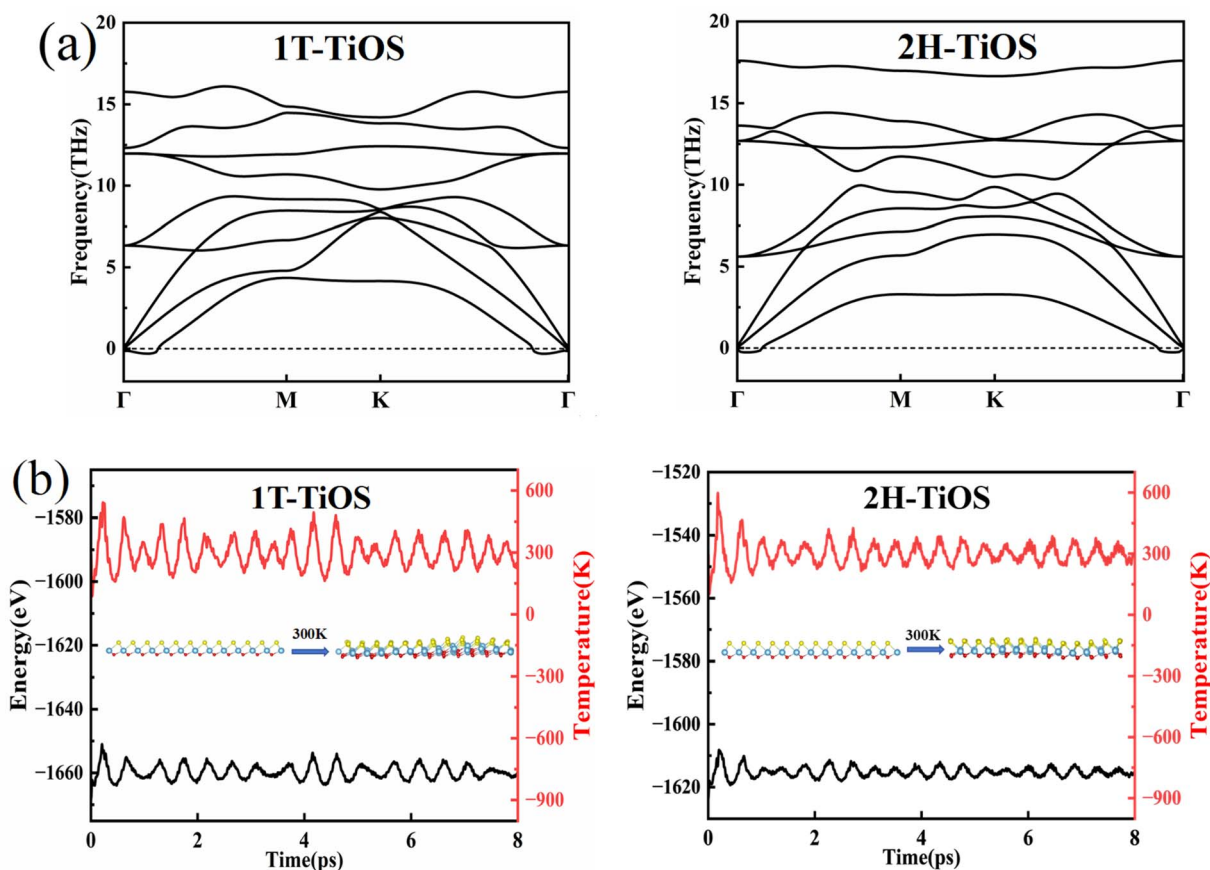 (a)
1T-TiOS
Frequency(THz)
20
15
10
5
0
Γ M K Γ
2H-TiOS
Frequency(THz)
20
15
10
5
0
Γ M K Γ
(b)
1T-TiOS
Energy(eV)
−1580
−1600
−1620
−1640
−1660
300K
600
300
0
−300
−600
−900
Temperature(K)
0 2 4 6 8
Time(ps)
2H-TiOS
Energy(eV)
−1520
−1540
−1560
−1580
−1600
−1620
300K
600
300
0
−300
−600
−900
Temperature(K)
0 2 4 6 8
Time(ps)